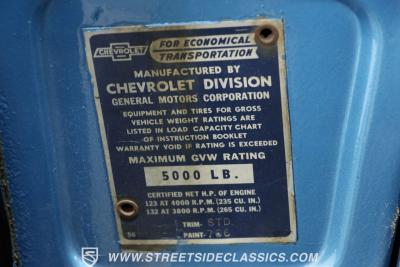 CHEVROLET
FOR ECONOMICAL
TRANSPORTATION
MANUFACTURED BY
CHEVROLET DIVISION
GENERAL MOTORS CORPORATION
EQUIPMENT AND TIRES FOR GROSS
VEHICLE WEIGHT RATINGS ARE
LISTED IN LOAD CAPACITY CHART
OF INSTRUCTION BOOKLET
WARRANTY VOID IF RATING IS EXCEEDED
MAXIMUM GVW RATING
5000 LB.
CERTIFIED NET H.P. OF ENGINE
123 AT 4000 R.P.M. (235 CU. IN.)
132 AT 3800 R.P.M. (265 CU. IN.)
TRIM- STD.
56 PAINT-
WWW.STREETSIDECLASSICS.COM